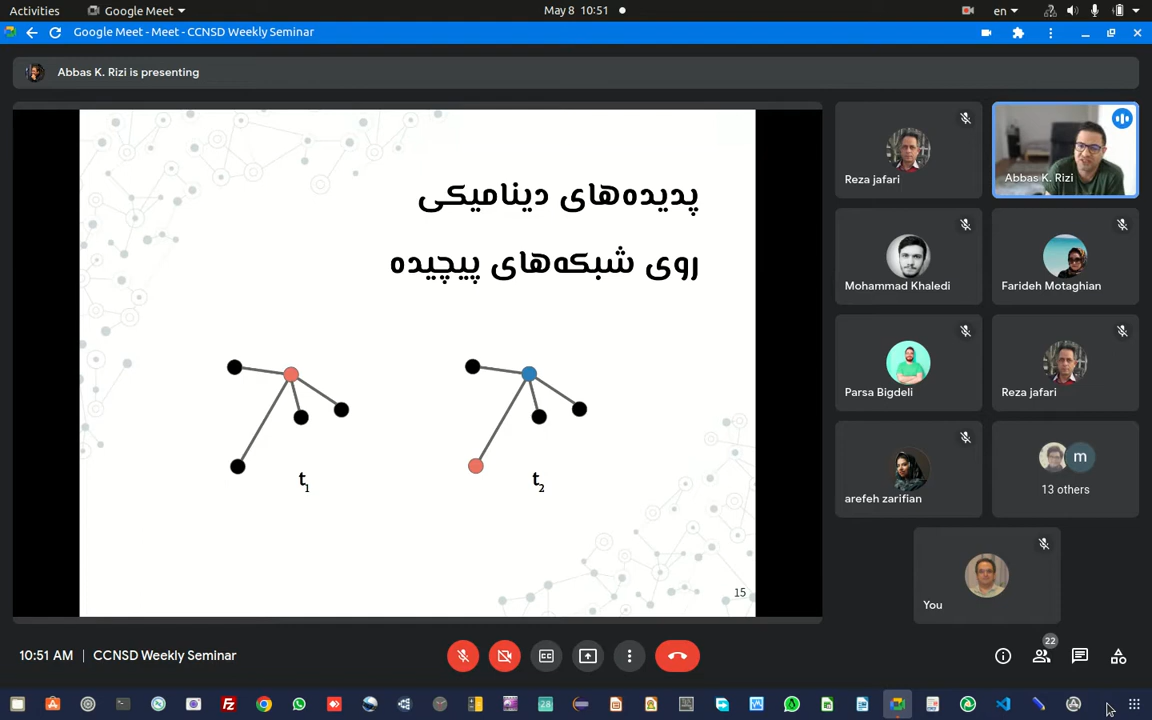 Activities
Google Meet
May 8 10:51
en
Google Meet - Meet - CCNSD Weekly Seminar
Abbas K. Rizi is presenting
پدیده‌های دینامیکی
روی شبکه‌های پیچیده
t1
t2
15
Reza jafari
Abbas K. Rizi
Mohammad Khaledi
Farideh Motaghian
Parsa Bigdeli
Reza jafari
arefeh zarifian
m
13 others
You
10:51 AM
CCNSD Weekly Seminar
22